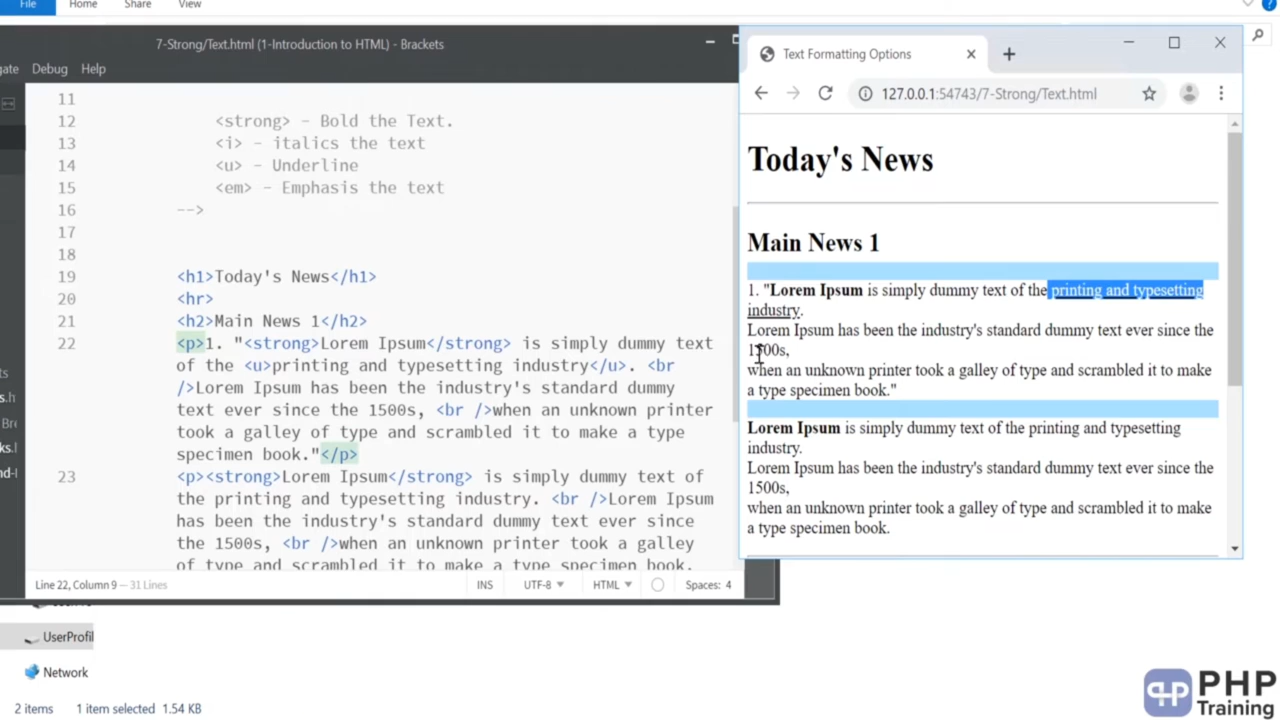 File Home Share View
7-Strong/Text.html (1-Introduction to HTML) - Brackets
gate Debug Help
11
12 <strong> - Bold the Text.
13 <i> - italics the text
14 <u> - Underline
15 <em> - Emphasis the text
16 -->
17
18
19 <h1>Today's News</h1>
20 <hr>
21 <h2>Main News 1</h2>
22 <p>1. "<strong>Lorem Ipsum</strong> is simply dummy text
of the <u>printing and typesetting industry</u>. <br
/>Lorem Ipsum has been the industry's standard dummy
text ever since the 1500s, <br />when an unknown printer
took a galley of type and scrambled it to make a type
specimen book."</p>
23 <p><strong>Lorem Ipsum</strong> is simply dummy text of
the printing and typesetting industry. <br />Lorem Ipsum
has been the industry's standard dummy text ever since
the 1500s, <br />when an unknown printer took a galley
of type and scrambled it to make a type specimen book.
Line 22, Column 9 — 31 Lines INS UTF-8 HTML Spaces: 4
Text Formatting Options
127.0.0.1:54743/7-Strong/Text.html
Today's News
Main News 1
1. "Lorem Ipsum is simply dummy text of the printing and typesetting
industry.
Lorem Ipsum has been the industry's standard dummy text ever since the
1500s,
when an unknown printer took a galley of type and scrambled it to make
a type specimen book."
Lorem Ipsum is simply dummy text of the printing and typesetting
industry.
Lorem Ipsum has been the industry's standard dummy text ever since the
1500s,
when an unknown printer took a galley of type and scrambled it to make
a type specimen book.
UserProfil
Network
2 items 1 item selected 1.54 KB
PHP
Training